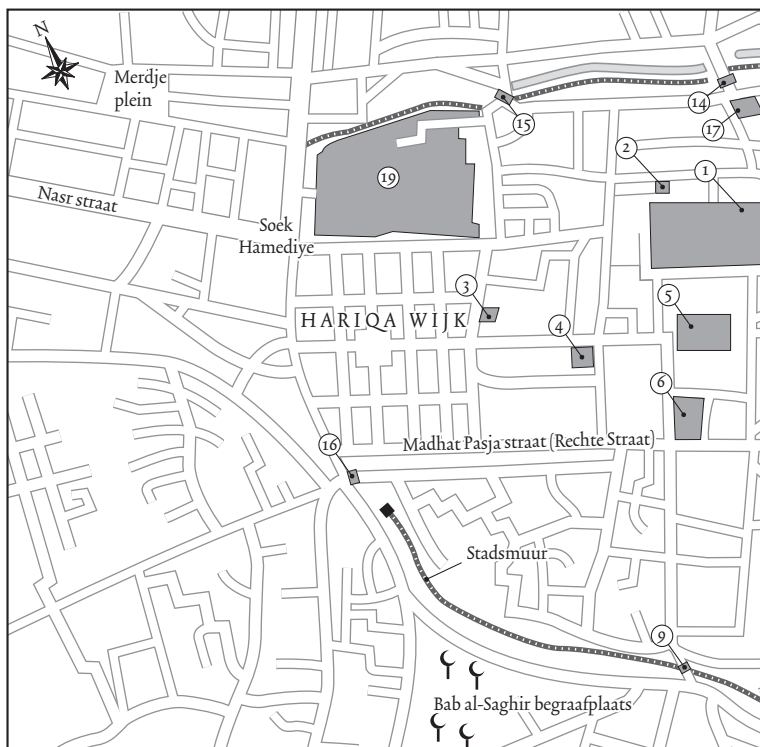 N
Merdje
plein
15
14
17
2
1
19
Nasr straat
Soek
Hamediye
3
5
HARIQA WIJK
4
6
16
Madhat Pasja straat (Rechte Straat)
Stadsmuur
9
Bab al-Saghir begraafplaats